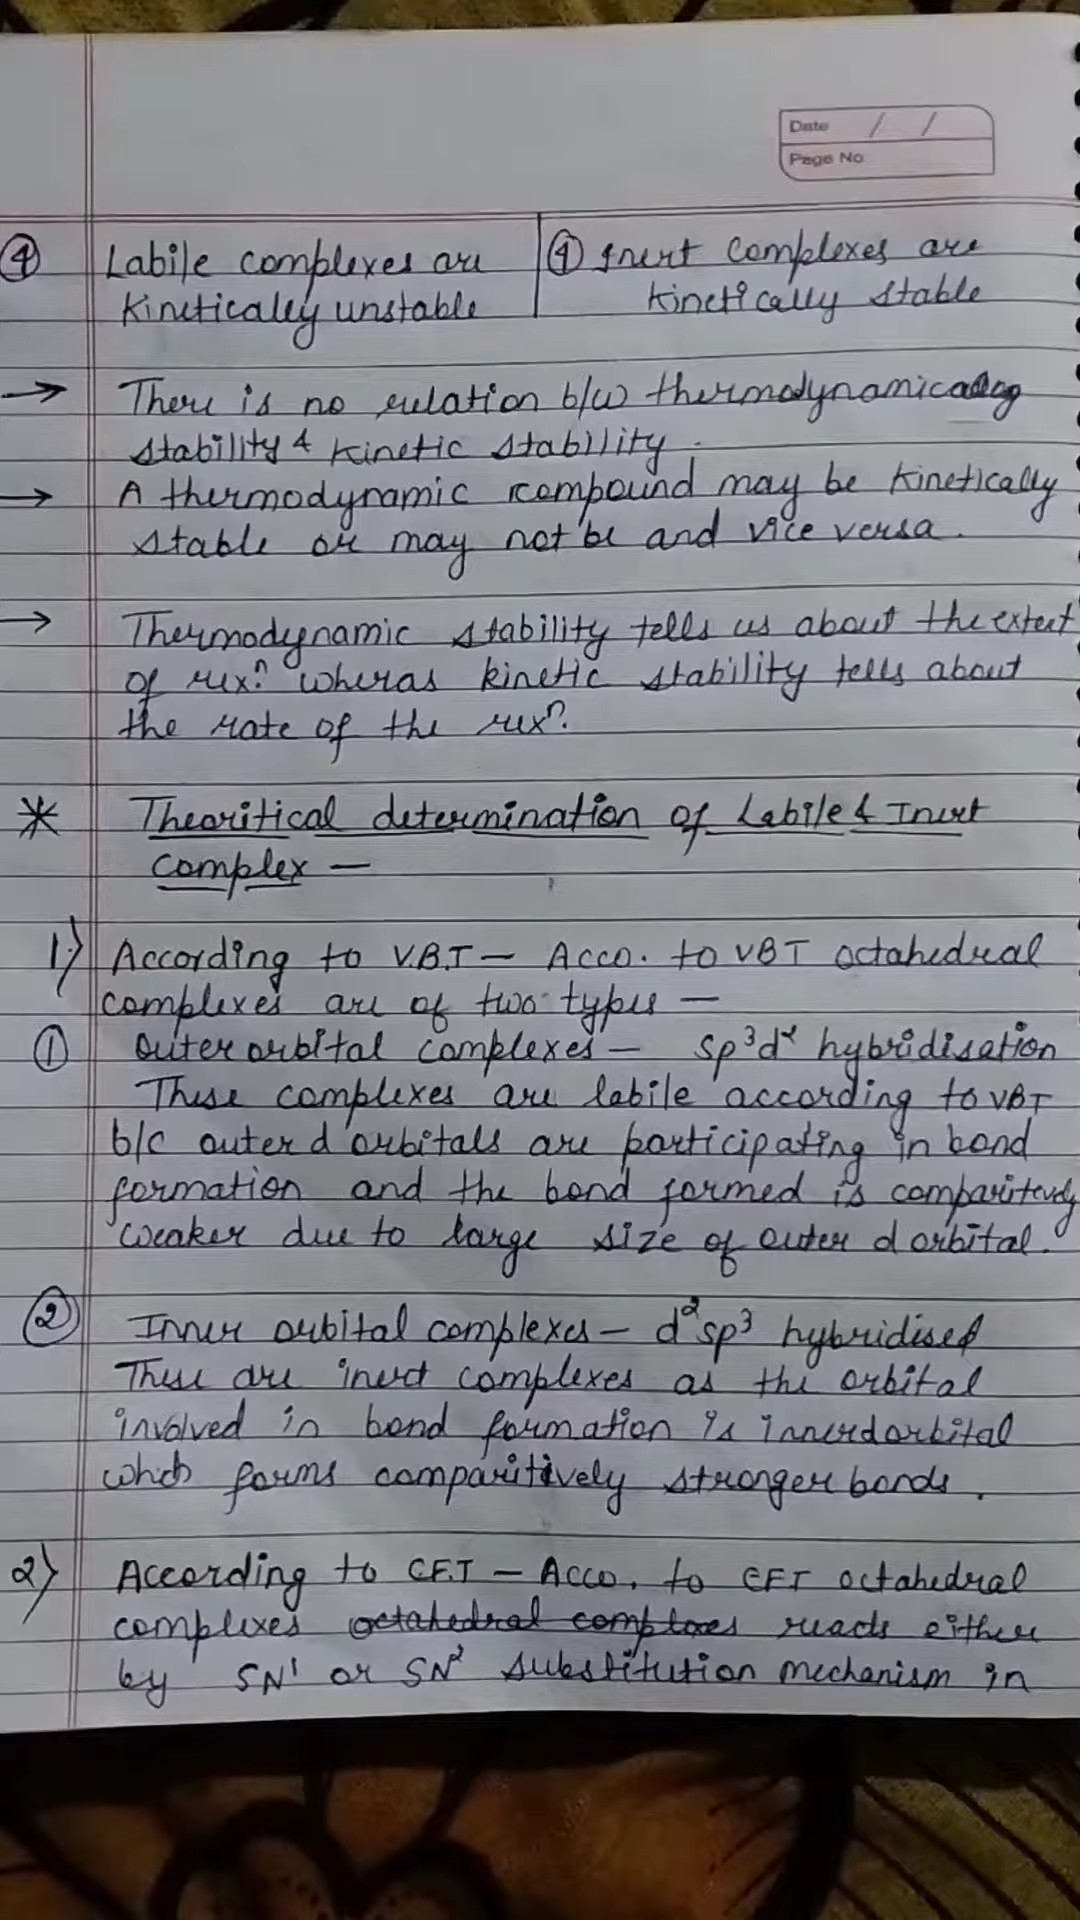 Date / /
Page No.
④ Labile complexes are
Kinetically unstable
④ Inert complexes are
kinetically stable
→ There is no relation b/w thermodynamical
stability & kinetic stability.
→ A thermodynamic compound may be kinetically
stable or may not be and vice versa.
→ Thermodynamic stability tells us about the extent
of rexⁿ. wheras kinetic stability tells about
the rate of the rexⁿ.
* Thearitical determination of Labile & Inert
complex —
1.) According to V.B.T — Acco. to VBT octahedral
complexes are of two types —
① Outer orbital complexes — sp³d² hybridisation
These complexes are labile according to VBT
b/c outer d orbitals are participating in bond
formation and the bond formed is comparitevely
weaker due to large size of outer d orbital.
② Inner orbital complexes — d²sp³ hybridised
These are inert complexes as the orbital
involved in bond formation is inner d orbital
which forms comparitively stronger bonds.
2) According to C.F.T — Acco. to CFT octahedral
complexes octahedral complexes reacts either
by SN¹ or SN² substitution mechanism in